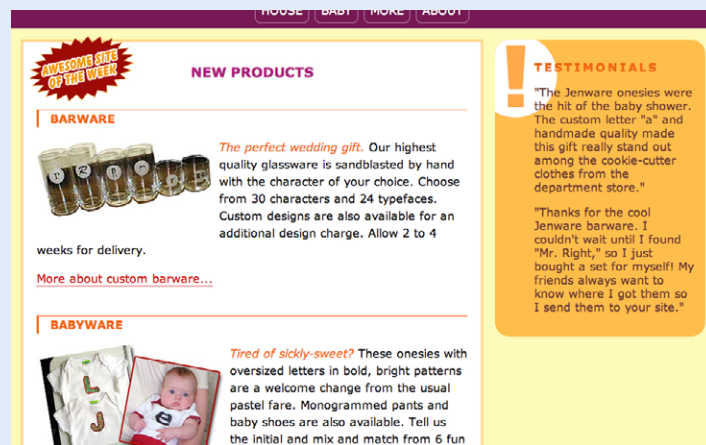 HOUSE BABY MORE ABOUT
AWESOME SITE
OF THE WEEK
NEW PRODUCTS
BARWARE
The perfect wedding gift. Our highest
quality glassware is sandblasted by hand
with the character of your choice. Choose
from 30 characters and 24 typefaces.
Custom designs are also available for an
additional design charge. Allow 2 to 4
weeks for delivery.
More about custom barware...
BABYWARE
Tired of sickly-sweet? These onesies with
oversized letters in bold, bright patterns
are a welcome change from the usual
pastel fare. Monogrammed pants and
baby shoes are also available. Tell us
the initial and mix and match from 6 fun
L
J
e
!
TESTIMONIALS
"The Jenware onesies were
the hit of the baby shower.
The custom letter "a" and
handmade quality made
this gift really stand out
among the cookie-cutter
clothes from the
department store."
"Thanks for the cool
Jenware barware. I
couldn't wait until I found
"Mr. Right," so I just
bought a set for myself! My
friends always want to
know where I got them so
I send them to your site."